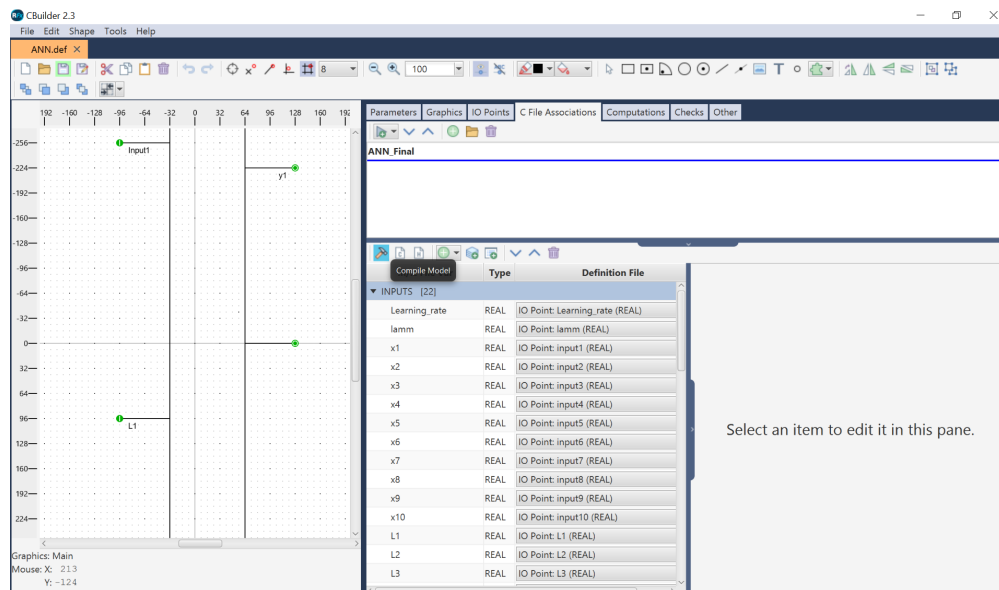 CBuilder 2.3
File Edit Shape Tools Help
ANN.def
8
100
T
192 -160 -128 -96 -64 -32 0 32 64 96 128 160 192
Parameters Graphics IO Points C File Associations Computations Checks Other
ANN_Final
-256
-224
-192
-160
-128
-96
-64
-32
0
32
64
96
128
160
192
224
Input1
y1
L1
Compile Model
Type Definition File
INPUTS |22|
Learning_rate REAL IO Point: Learning_rate (REAL)
lamm REAL IO Point: lamm (REAL)
x1 REAL IO Point: input1 (REAL)
x2 REAL IO Point: input2 (REAL)
x3 REAL IO Point: input3 (REAL)
x4 REAL IO Point: input4 (REAL)
x5 REAL IO Point: input5 (REAL)
x6 REAL IO Point: input6 (REAL)
x7 REAL IO Point: input7 (REAL)
x8 REAL IO Point: input8 (REAL)
x9 REAL IO Point: input9 (REAL)
x10 REAL IO Point: input10 (REAL)
L1 REAL IO Point: L1 (REAL)
L2 REAL IO Point: L2 (REAL)
L3 REAL IO Point: L3 (REAL)
Select an item to edit it in this pane.
Graphics: Main
Mouse: X: 213
Y: -124